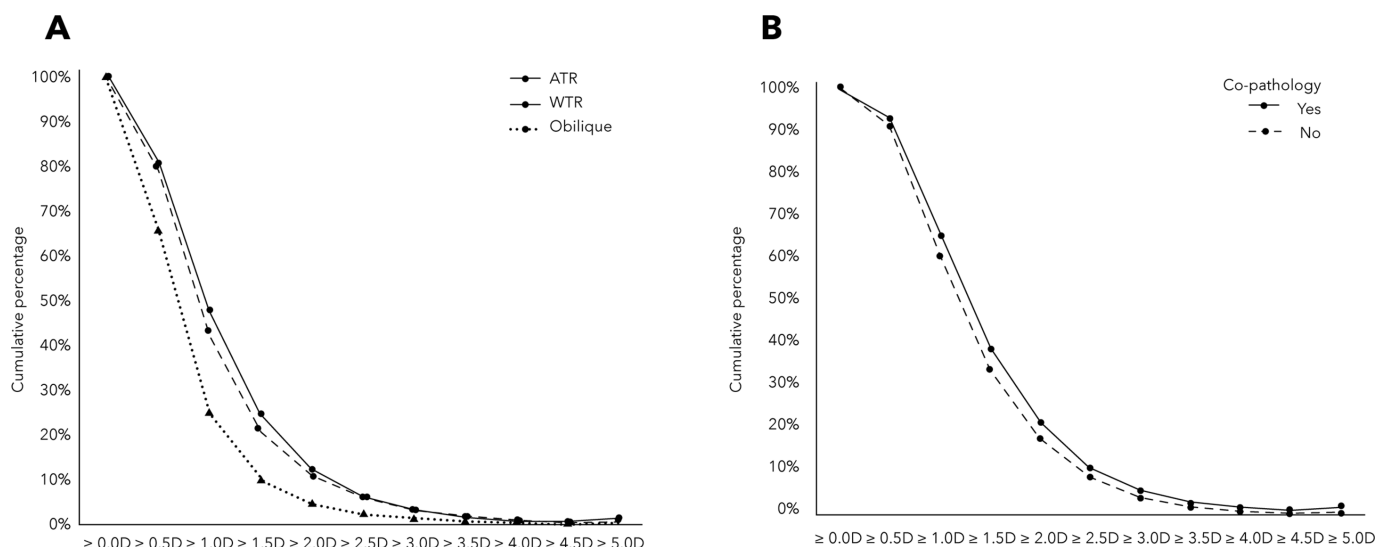 A
100%
90%
80%
70%
60%
50%
40%
30%
20%
10%
0%
Cumulative percentage
ATR
WTR
Obilique
≥ 0.0D ≥ 0.5D ≥ 1.0D ≥ 1.5D ≥ 2.0D ≥ 2.5D ≥ 3.0D ≥ 3.5D ≥ 4.0D ≥ 4.5D ≥ 5.0D
B
100%
90%
80%
70%
60%
50%
40%
30%
20%
10%
0%
Cumulative percentage
Co-pathology
Yes
No
≥ 0.0D ≥ 0.5D ≥ 1.0D ≥ 1.5D ≥ 2.0D ≥ 2.5D ≥ 3.0D ≥ 3.5D ≥ 4.0D ≥ 4.5D ≥ 5.0D